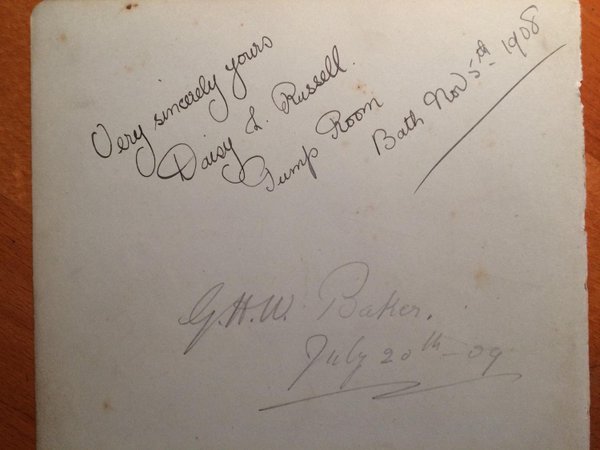 Very sincerely yours
Daisy L. Russell.
Pump Room
Bath Nov 5th 1908
G.H.W. Baker.
July 20th - 09